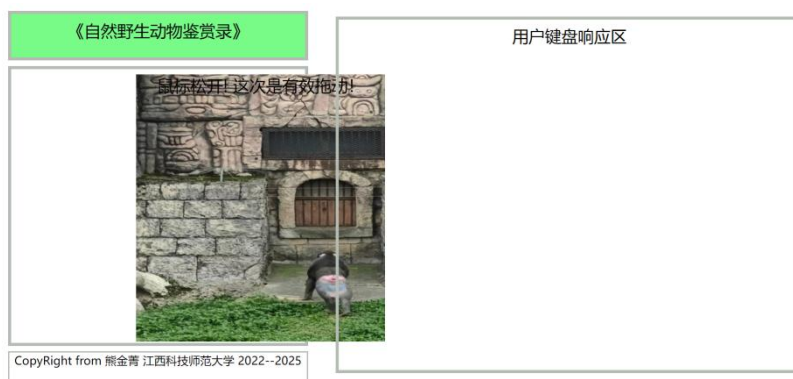 《自然野生动物鉴赏录》
用户键盘响应区
鼠标松开! 这次是有效拖动!
CopyRight from 熊金菁 江西科技师范大学 2022--2025